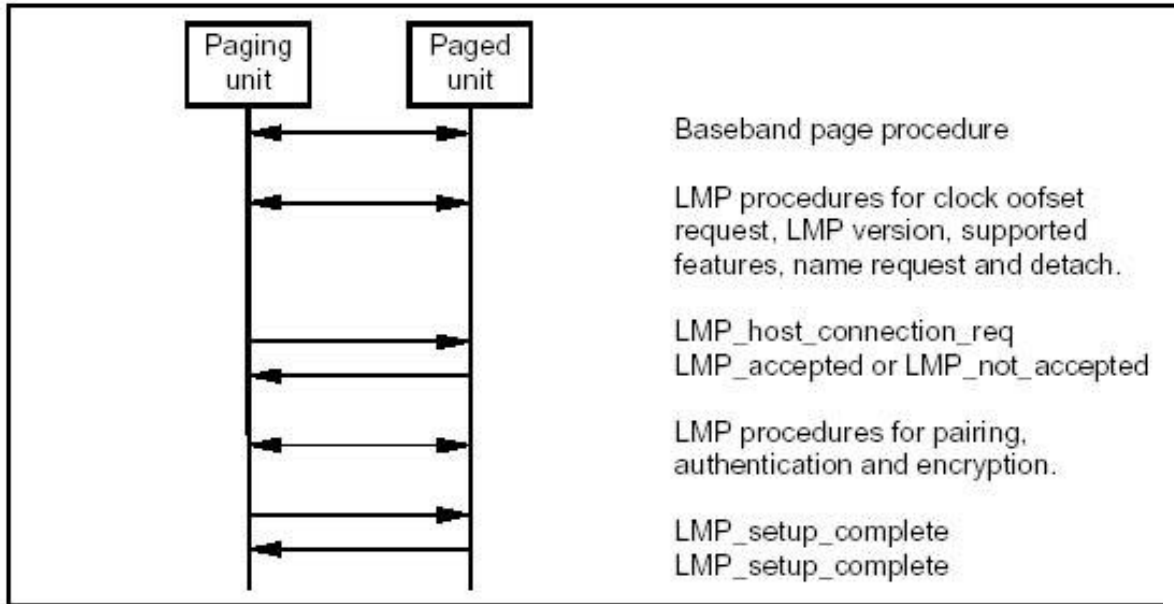 Paging
unit
Paged
unit
Baseband page procedure
LMP procedures for clock oofset
request, LMP version, supported
features, name request and detach.
LMP_host_connection_req
LMP_accepted or LMP_not_accepted
LMP procedures for pairing,
authentication and encryption.
LMP_setup_complete
LMP_setup_complete